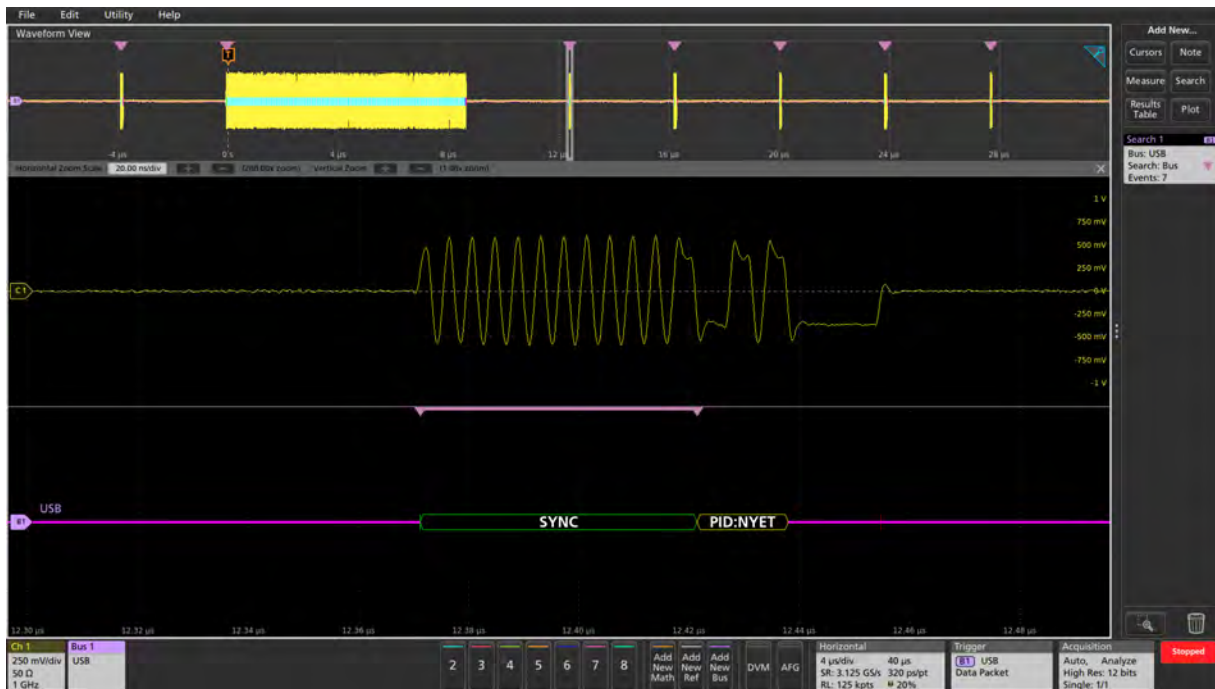 File Edit Utility Help
Waveform View
Add New...
Cursors Note
Measure Search
Results Table Plot
Search 1 B1
Bus: USB
Search: Bus
Events: 7
T
B1
-4 µs 0 s 4 µs 8 µs 12 µs 16 µs 20 µs 24 µs 28 µs
Horizontal Zoom Scale 20.00 ns/div Vertical Zoom
1 V
750 mV
500 mV
250 mV
C1
0 V
-250 mV
-500 mV
-750 mV
-1 V
USB
B1
SYNC PID:NYET
12.30 µs 12.32 µs 12.34 µs 12.36 µs 12.38 µs 12.40 µs 12.42 µs 12.44 µs 12.46 µs 12.48 µs
Ch 1
250 mV/div
50 Ω
1 GHz
Bus 1
USB
2 3 4 5 6 7 8
Add New Math
Add New Ref
Add New Bus
DVM AFG
Horizontal
4 µs/div 40 µs
SR: 3.125 GS/s 320 ps/pt
RL: 125 kpts 20%
Trigger
B1 USB
Data Packet
Acquisition
Auto, Analyze
High Res: 12 bits
Single: 1/1
Stopped